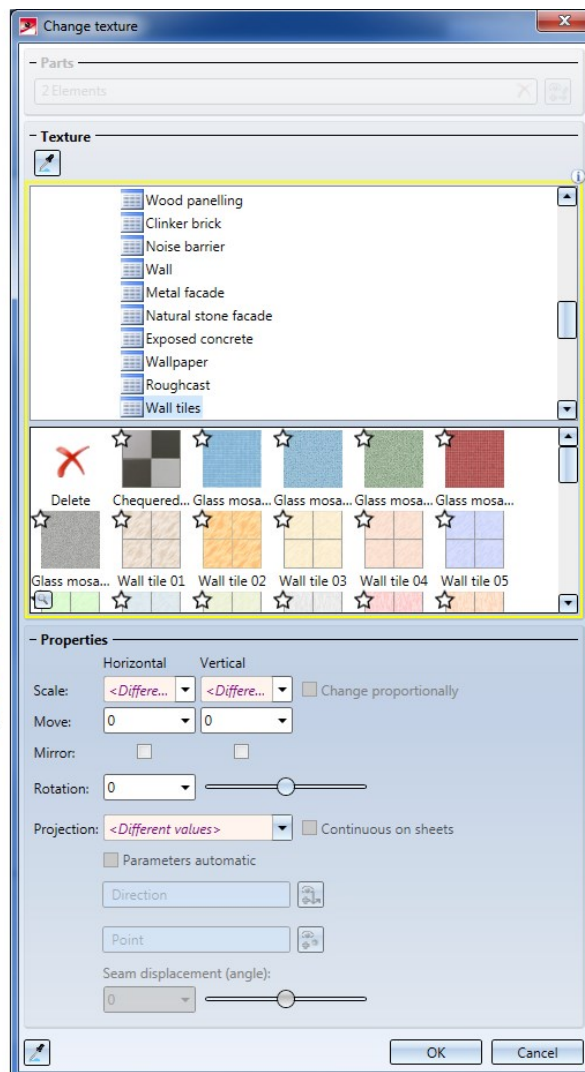 Change texture
Parts
2 Elements
Texture
Wood panelling
Clinker brick
Noise barrier
Wall
Metal facade
Natural stone facade
Exposed concrete
Wallpaper
Roughcast
Wall tiles
Delete Chequered... Glass mosa... Glass mosa... Glass mosa... Glass mosa...
Glass mosa... Wall tile 01 Wall tile 02 Wall tile 03 Wall tile 04 Wall tile 05
Properties
Horizontal Vertical
Scale: <Differe... <Differe... Change proportionally
Move: 0 0
Mirror:
Rotation: 0
Projection: <Different values> Continuous on sheets
Parameters automatic
Direction
Point
Seam displacement (angle):
0
OK Cancel